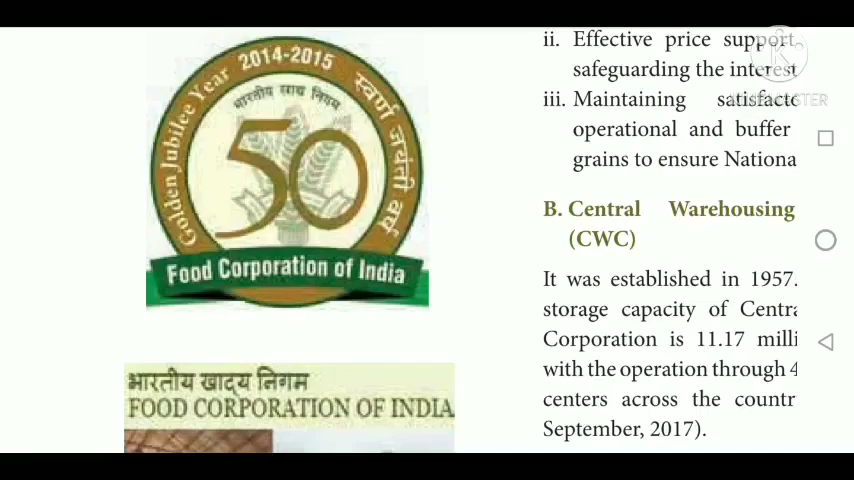 Golden Jubilee Year 2014-2015 स्वर्ण जयंती वर्ष
भारतीय खाद्य निगम
50
Food Corporation of India
भारतीय खाद्य निगम
FOOD CORPORATION OF INDIA
ii. Effective price support,
safeguarding the interest
iii. Maintaining
operational and buffer
grains to ensure Nationa
B. Central Warehousing
(CWC)
It was established in 1957.
storage capacity of Centra
Corporation is 11.17 milli
with the operation through 4
centers across the countr
September, 2017).